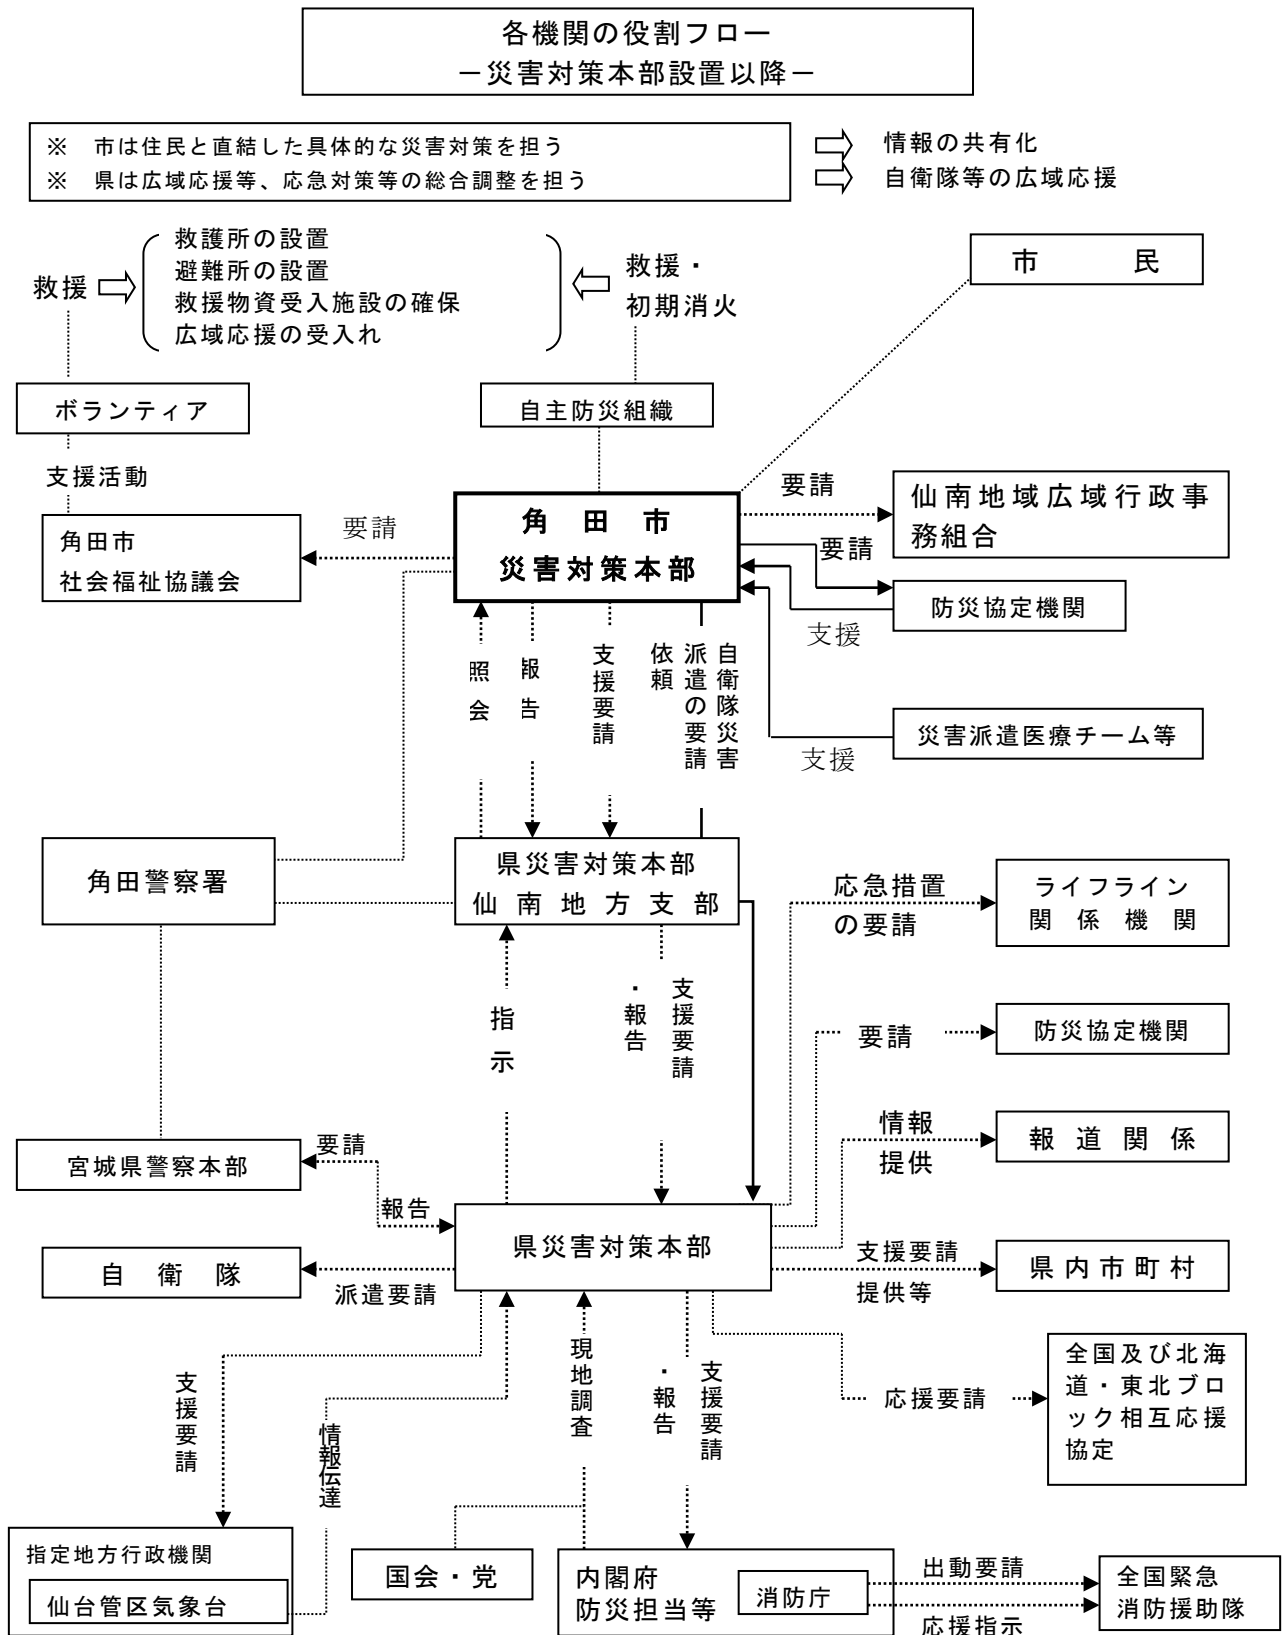 各機関の役割フロー
－災害対策本部設置以降－
※　市は住民と直結した具体的な災害対策を担う
※　県は広域応援等、応急対策等の総合調整を担う
情報の共有化
自衛隊等の広域応援
救援
救護所の設置
避難所の設置
救援物資受入施設の確保
広域応援の受入れ
救援・
初期消火
市　民
ボランティア
自主防災組織
支援活動
角田市
社会福祉協議会
要請
角　田　市
災害対策本部
要請
仙南地域広域行政事
務組合
要請
防災協定機関
支援
災害派遣医療チーム等
支援
照会
報告
支援要請
自衛隊災害
派遣の要請
依頼
角田警察署
県災害対策本部
仙南地方支部
応急措置
の要請
ライフライン
関係機関
指示
支援要請
・報告
要請
防災協定機関
情報
提供
報道関係
宮城県警察本部
要請
報告
県災害対策本部
自衛隊
派遣要請
支援要請
提供等
県内市町村
支援要請
情報伝達
現地調査
支援要請
・報告
応援要請
全国及び北海
道・東北ブロ
ック相互応援
協定
指定地方行政機関
仙台管区気象台
国会・党
内閣府
防災担当等
消防庁
出動要請
応援指示
全国緊急
消防援助隊